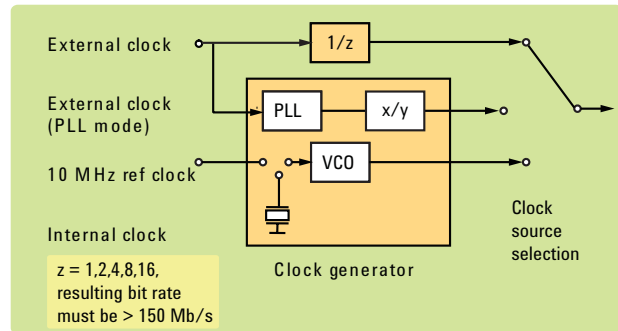 External clock
1/z
External clock
(PLL mode)
PLL
x/y
10 MHz ref clock
VCO
Internal clock
Clock
source
selection
z = 1,2,4,8,16,
resulting bit rate
must be > 150 Mb/s
Clock generator